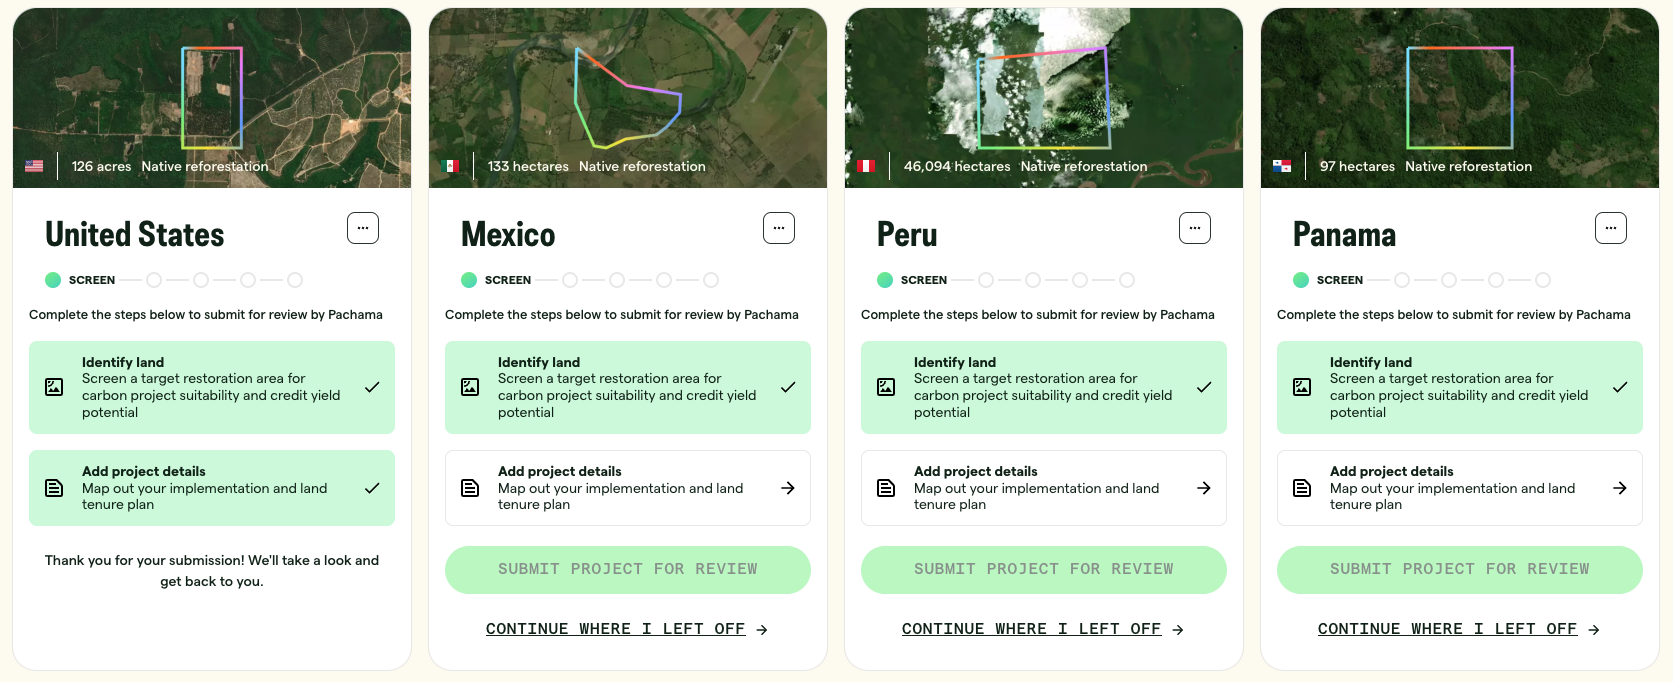 126 acres Native reforestation
United States
SCREEN
Complete the steps below to submit for review by Pachama
Identify land
Screen a target restoration area for
carbon project suitability and credit yield
potential
Add project details
Map out your implementation and land
tenure plan
Thank you for your submission! We'll take a look and
get back to you.
133 hectares Native reforestation
Mexico
SCREEN
Complete the steps below to submit for review by Pachama
Identify land
Screen a target restoration area for
carbon project suitability and credit yield
potential
Add project details
Map out your implementation and land
tenure plan
SUBMIT PROJECT FOR REVIEW
CONTINUE WHERE I LEFT OFF
46,094 hectares Native reforestation
Peru
SCREEN
Complete the steps below to submit for review by Pachama
Identify land
Screen a target restoration area for
carbon project suitability and credit yield
potential
Add project details
Map out your implementation and land
tenure plan
SUBMIT PROJECT FOR REVIEW
CONTINUE WHERE I LEFT OFF
97 hectares Native reforestation
Panama
SCREEN
Complete the steps below to submit for review by Pachama
Identify land
Screen a target restoration area for
carbon project suitability and credit yield
potential
Add project details
Map out your implementation and land
tenure plan
SUBMIT PROJECT FOR REVIEW
CONTINUE WHERE I LEFT OFF